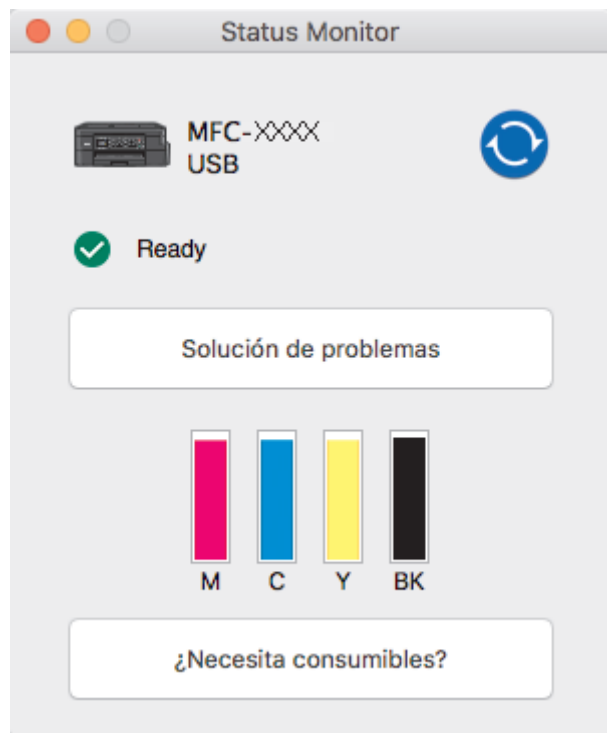 Status Monitor
MFC-XXXX
USB
Ready
Solución de problemas
M C Y BK
¿Necesita consumibles?